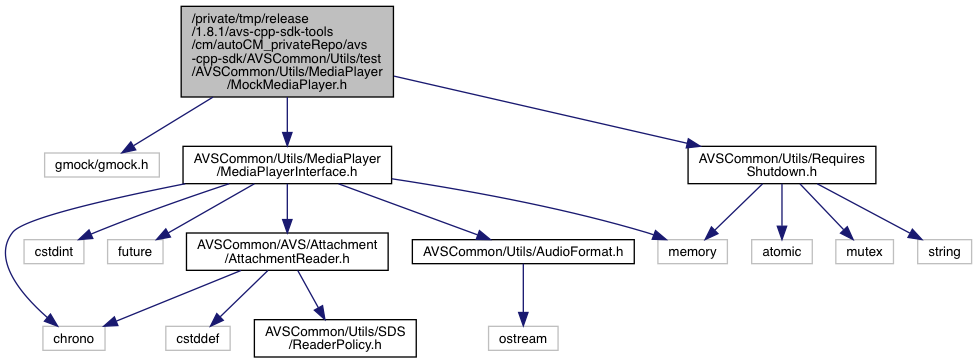 /private/tmp/release
/1.8.1/avs-cpp-sdk-tools
/cm/autoCM_privateRepo/avs
-cpp-sdk/AVSCommon/Utils/test
/AVSCommon/Utils/MediaPlayer
/MockMediaPlayer.h
gmock/gmock.h
AVSCommon/Utils/MediaPlayer
/MediaPlayerInterface.h
AVSCommon/Utils/Requires
Shutdown.h
cstdint
future
AVSCommon/AVS/Attachment
/AttachmentReader.h
AVSCommon/Utils/AudioFormat.h
memory
atomic
mutex
string
chrono
cstddef
AVSCommon/Utils/SDS
/ReaderPolicy.h
ostream